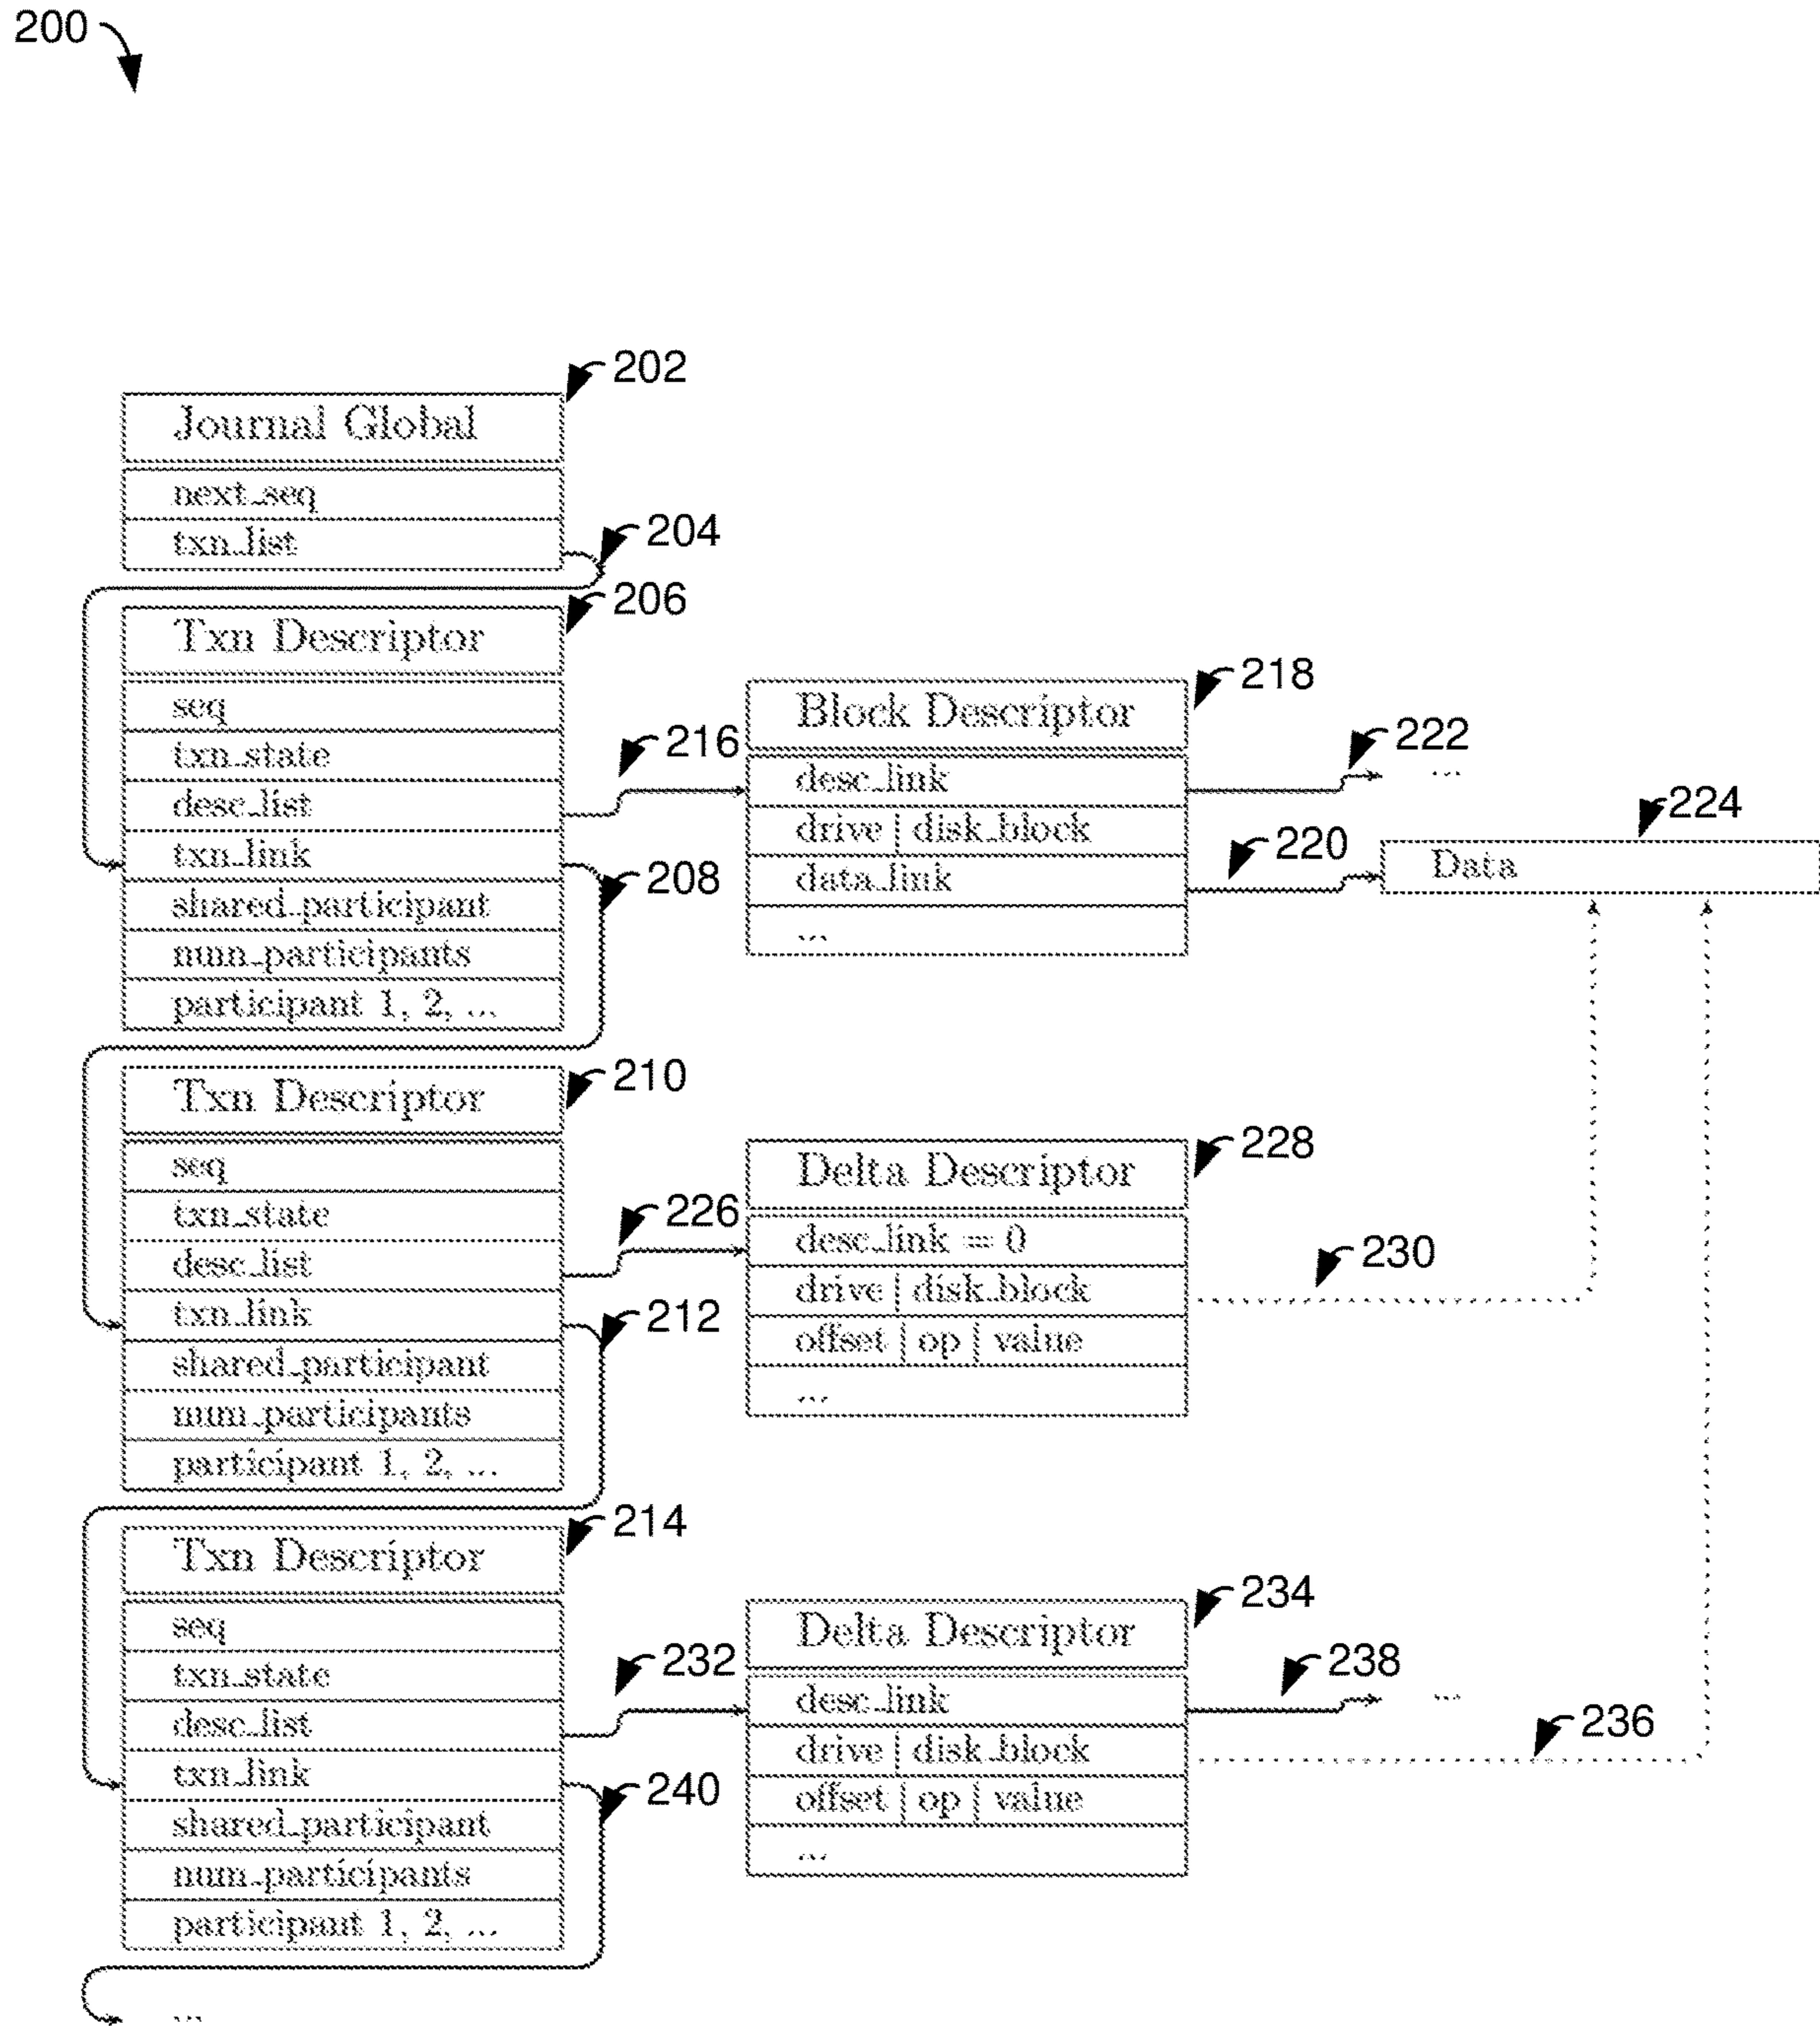 200
202
Journal Global
next_seq
txn_list
204
206
Txn Descriptor
seq
txn_state
desc_list
txn_link
shared_participant
num_participants
participant 1, 2, ...
216
208
218
Block Descriptor
desc_link
drive | disk_block
data_link
...
222
...
220
224
Data
210
Txn Descriptor
seq
txn_state
desc_list
txn_link
shared_participant
num_participants
participant 1, 2, ...
226
212
228
Delta Descriptor
desc_link = 0
drive | disk_block
offset | op | value
...
230
214
Txn Descriptor
seq
txn_state
desc_list
txn_link
shared_participant
num_participants
participant 1, 2, ...
232
240
234
Delta Descriptor
desc_link
drive | disk_block
offset | op | value
...
238
...
236
...